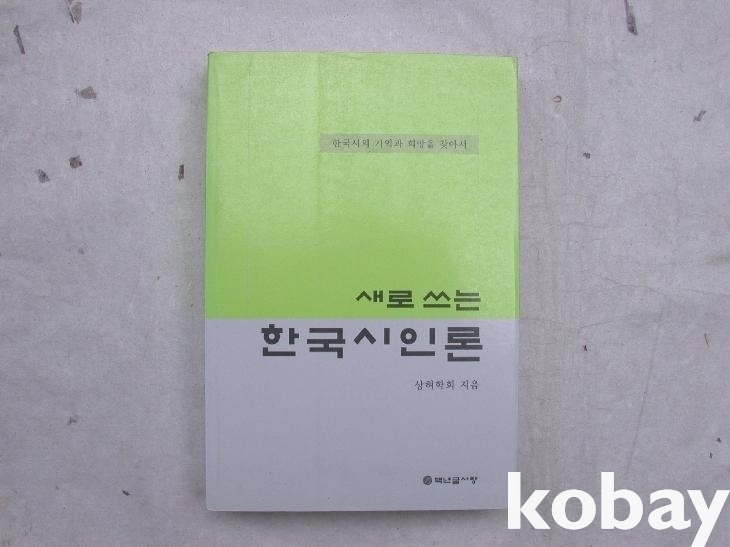 한국시의 기억과 희망을 찾아서
새로 쓰는
한국시인론
상허학회 지음
백년글사랑
kobay